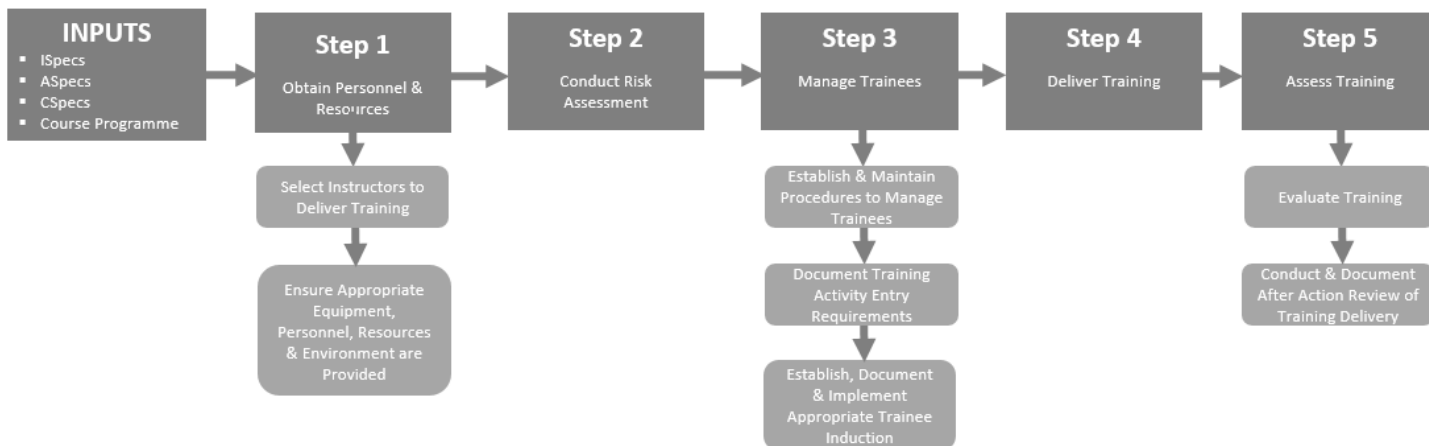 INPUTS
▪ ISpecs
▪ ASpecs
▪ CSpecs
▪ Course Programme
Step 1
Obtain Personnel &
Resources
Step 2
Conduct Risk
Assessment
Step 3
Manage Trainees
Step 4
Deliver Training
Step 5
Assess Training
Select Instructors to
Deliver Training
Ensure Appropriate
Equipment,
Personnel, Resources
& Environment are
Provided
Establish & Maintain
Procedures to Manage
Trainees
Document Training
Activity Entry
Requirements
Establish, Document
& Implement
Appropriate Trainee
Induction
Evaluate Training
Conduct & Document
After Action Review of
Training Delivery